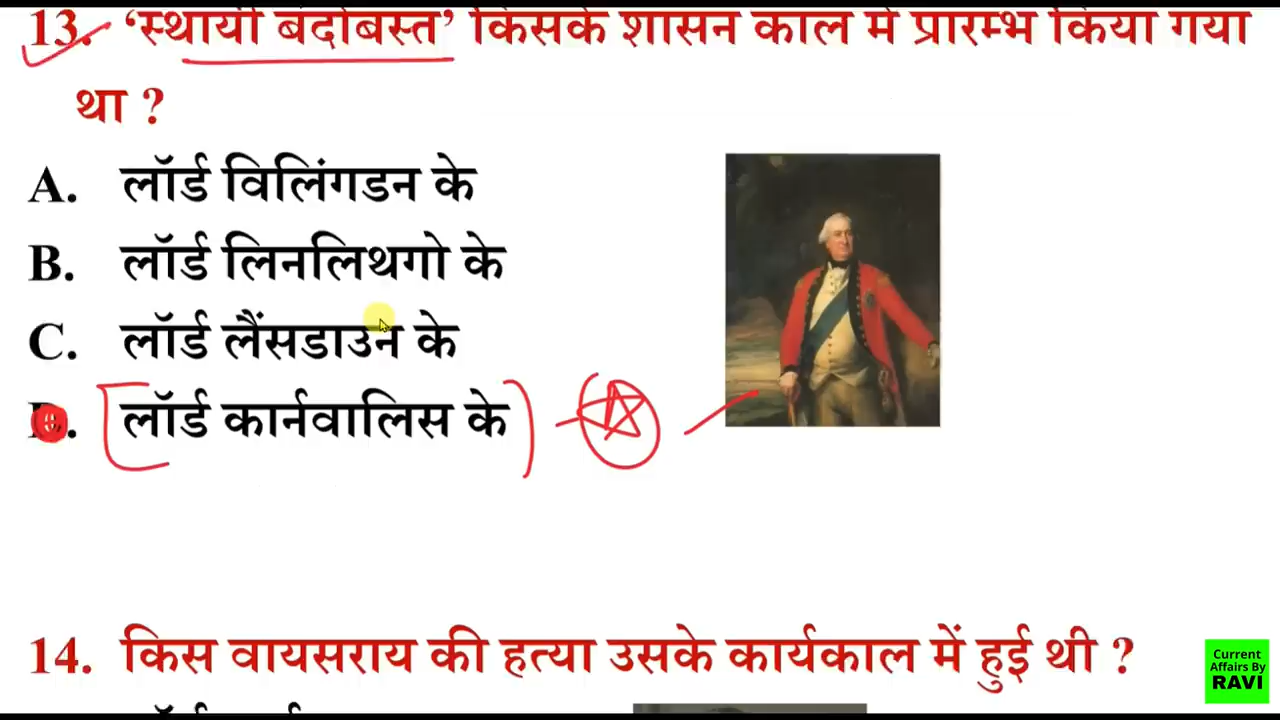 13. 'स्थायी बंदोबस्त' किसके शासन काल में प्रारम्भ किया गया
था ?
A. लॉर्ड विलिंगडन के
B. लॉर्ड लिनलिथगो के
C. लॉर्ड लैंसडाउन के
D. लॉर्ड कार्नवालिस के
14. किस वायसराय की हत्या उसके कार्यकाल में हुई थी ?
Current
Affairs By
RAVI